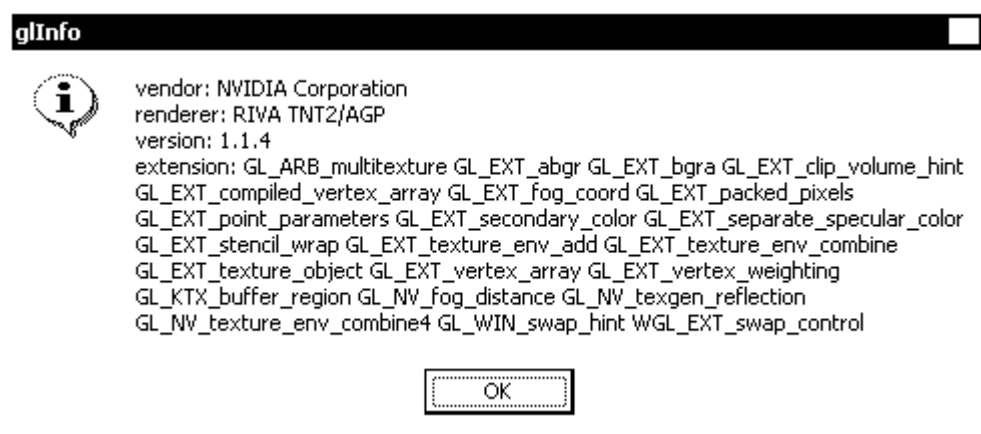 glInfo
vendor: NVIDIA Corporation
renderer: RIVA TNT2/AGP
version: 1.1.4
extension: GL_ARB_multitexture GL_EXT_abgr GL_EXT_bgra GL_EXT_clip_volume_hint
GL_EXT_compiled_vertex_array GL_EXT_fog_coord GL_EXT_packed_pixels
GL_EXT_point_parameters GL_EXT_secondary_color GL_EXT_separate_specular_color
GL_EXT_stencil_wrap GL_EXT_texture_env_add GL_EXT_texture_env_combine
GL_EXT_texture_object GL_EXT_vertex_array GL_EXT_vertex_weighting
GL_KTX_buffer_region GL_NV_fog_distance GL_NV_texgen_reflection
GL_NV_texture_env_combine4 GL_WIN_swap_hint WGL_EXT_swap_control
OK